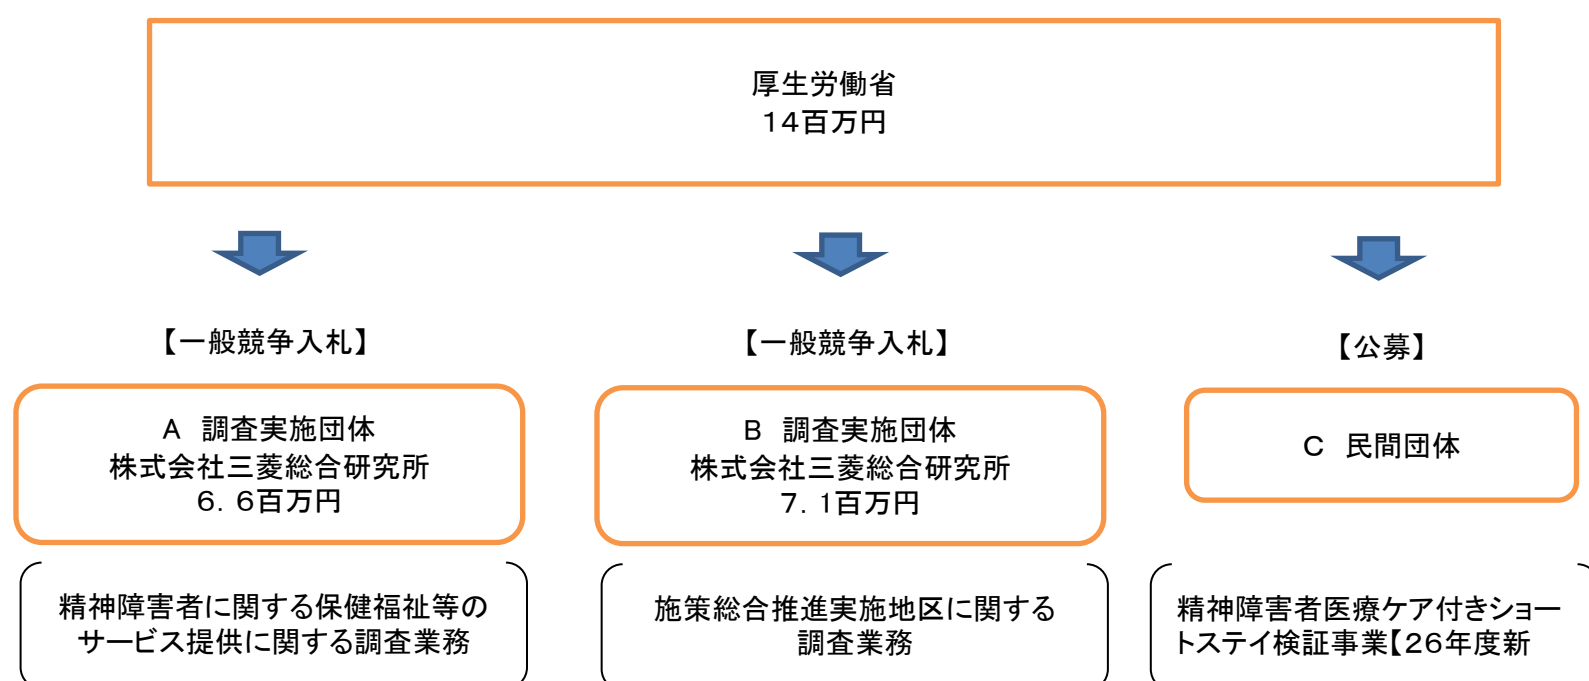 厚生労働省
14百万円
【一般競争入札】
【一般競争入札】
【公募】
A　調査実施団体
株式会社三菱総合研究所
6．6百万円
B　調査実施団体
株式会社三菱総合研究所
7．1百万円
C　民間団体
精神障害者に関する保健福祉等の
サービス提供に関する調査業務
施策総合推進実施地区に関する
調査業務
精神障害者医療ケア付きショー
トステイ検証事業【26年度新